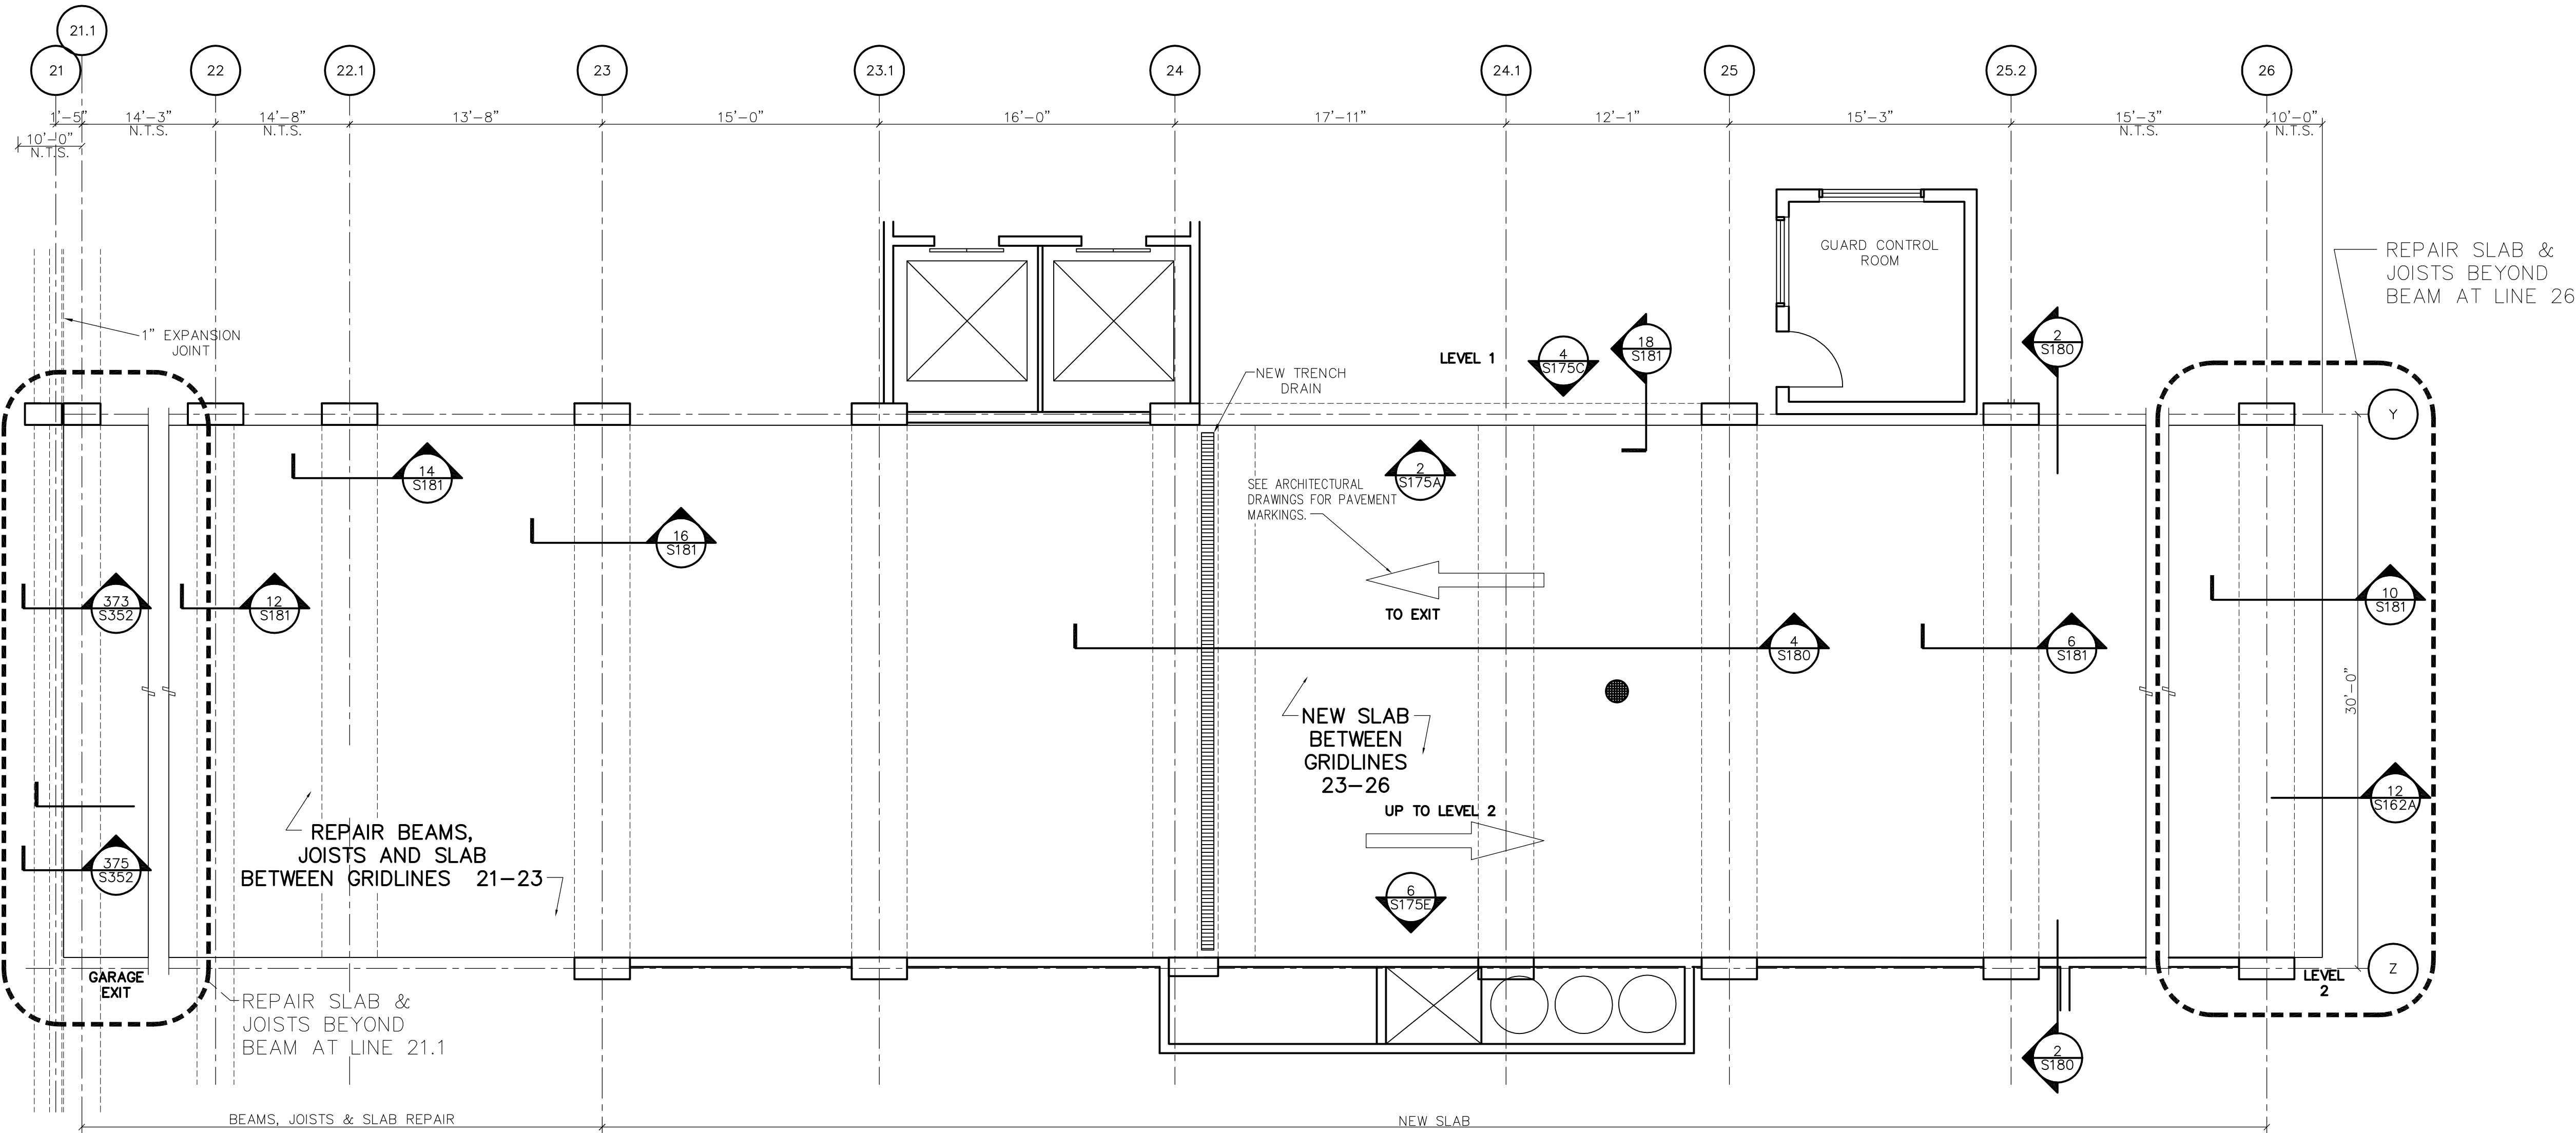 21.1
21
22
22.1
23
23.1
24
24.1
25
25.2
26
1'-5"
14'-3"
N.T.S.
14'-8"
N.T.S.
13'-8"
15'-0"
16'-0"
17'-11"
12'-1"
15'-3"
15'-3"
N.T.S.
10'-0"
N.T.S.
10'-0"
N.T.S.
GUARD CONTROL
ROOM
REPAIR SLAB &
JOISTS BEYOND
BEAM AT LINE 26
1" EXPANSION
JOINT
LEVEL 1
4
S175C
18
S181
2
S180
NEW TRENCH
DRAIN
Y
14
S181
2
S175A
SEE ARCHITECTURAL
DRAWINGS FOR PAVEMENT
MARKINGS.
16
S181
373
S352
12
S181
TO EXIT
10
S181
4
S180
6
S181
30'-0"
NEW SLAB
BETWEEN
GRIDLINES
23-26
UP TO LEVEL 2
12
S162A
REPAIR BEAMS,
JOISTS AND SLAB
BETWEEN GRIDLINES 21-23
375
S352
6
S175E
GARAGE
EXIT
LEVEL
2
Z
REPAIR SLAB &
JOISTS BEYOND
BEAM AT LINE 21.1
2
S180
BEAMS, JOISTS & SLAB REPAIR
NEW SLAB